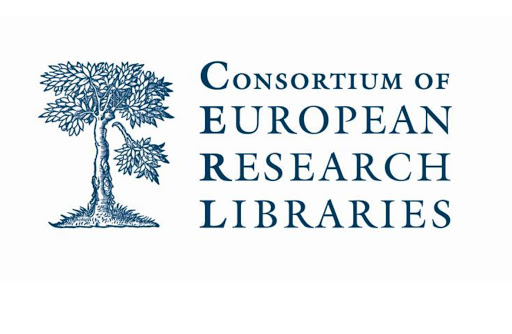 CONSORTIUM OF
EUROPEAN
RESEARCH
LIBRARIES